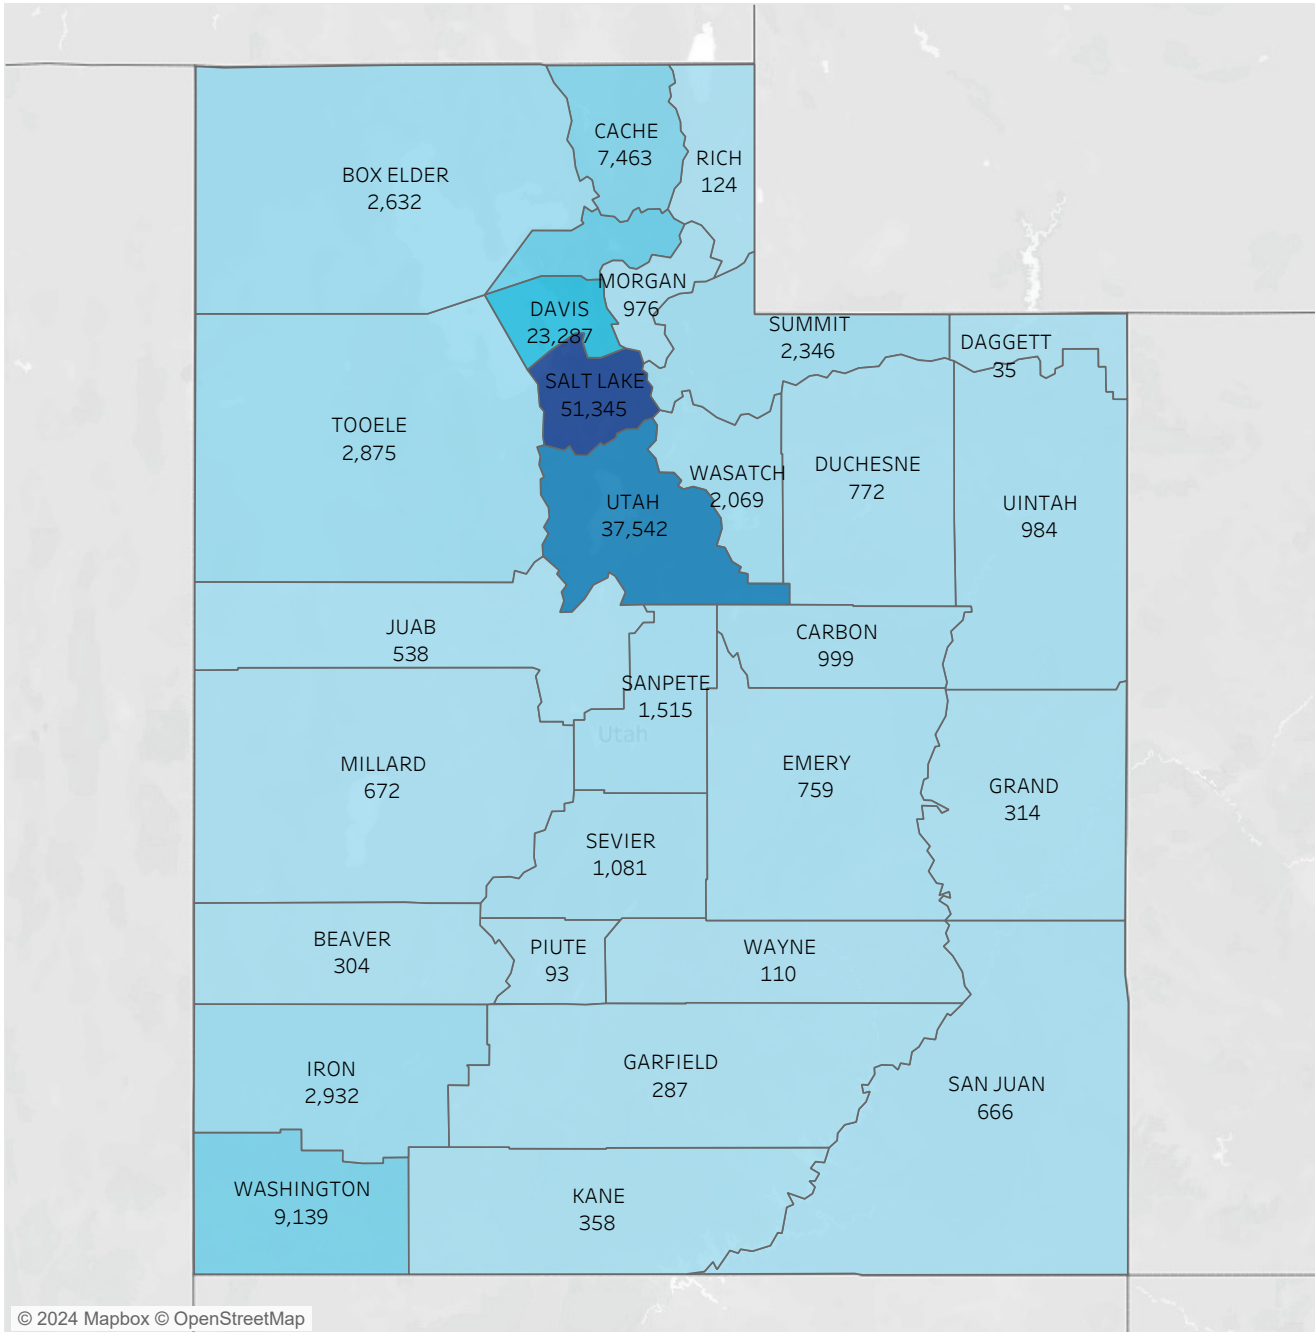 CACHE
7,463
RICH
124
BOX ELDER
2,632
MORGAN
976
DAVIS
23,287
SUMMIT
2,346
DAGGETT
35
SALT LAKE
51,345
TOOELE
2,875
WASATCH
2,069
DUCHESNE
772
UTAH
37,542
UINTAH
984
JUAB
538
CARBON
999
SANPETE
1,515
Utah
MILLARD
672
EMERY
759
GRAND
314
SEVIER
1,081
BEAVER
304
PIUTE
93
WAYNE
110
IRON
2,932
GARFIELD
287
SAN JUAN
666
WASHINGTON
9,139
KANE
358
© 2024 Mapbox © OpenStreetMap